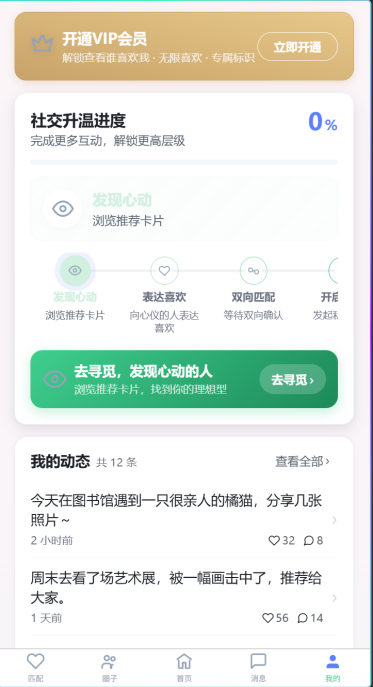 开通VIP会员
解锁查看谁喜欢我 · 无限喜欢 · 专属标识
立即开通
社交升温进度
0%
完成更多互动，解锁更高层级
发现心动
浏览推荐卡片
发现心动
浏览推荐卡片
表达喜欢
向心仪的人表达
喜欢
双向匹配
等待双向确认
开启
去寻觅，发现心动的人
浏览推荐卡片，找到你的理想型
去寻觅 ›
我的动态 共 12 条
查看全部 ›
今天在图书馆遇到一只很亲人的橘猫，分享几张
照片～
2 小时前
32 8
周末去看了场艺术展，被一幅画击中了，推荐给
大家。
1 天前
56 14
匹配 圈子 首页 消息 我的